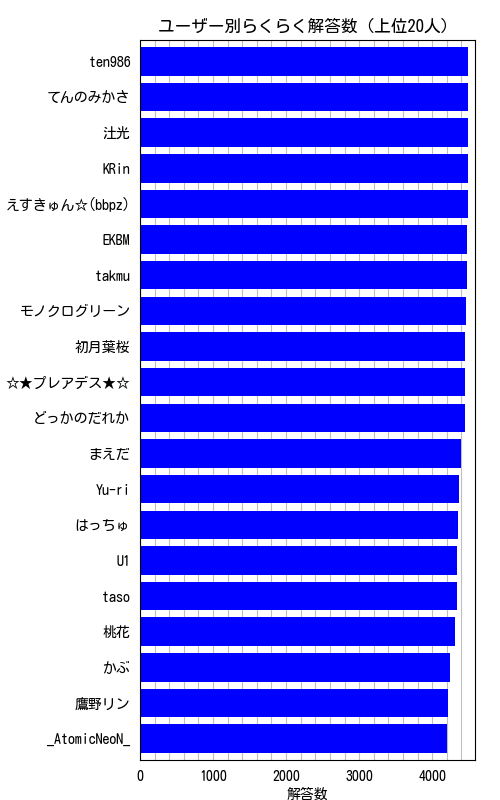 ユーザー別らくらく解答数（上位20人）
ten986
てんのみかさ
辻光
KRin
えすきゅん☆(bbpz)
EKBM
takmu
モノクログリーン
初月葉桜
☆★プレアデス★☆
どっかのだれか
まえだ
Yu-ri
はっちゅ
U1
taso
桃花
かぶ
鷹野リン
_AtomicNeoN_
0 1000 2000 3000 4000
解答数